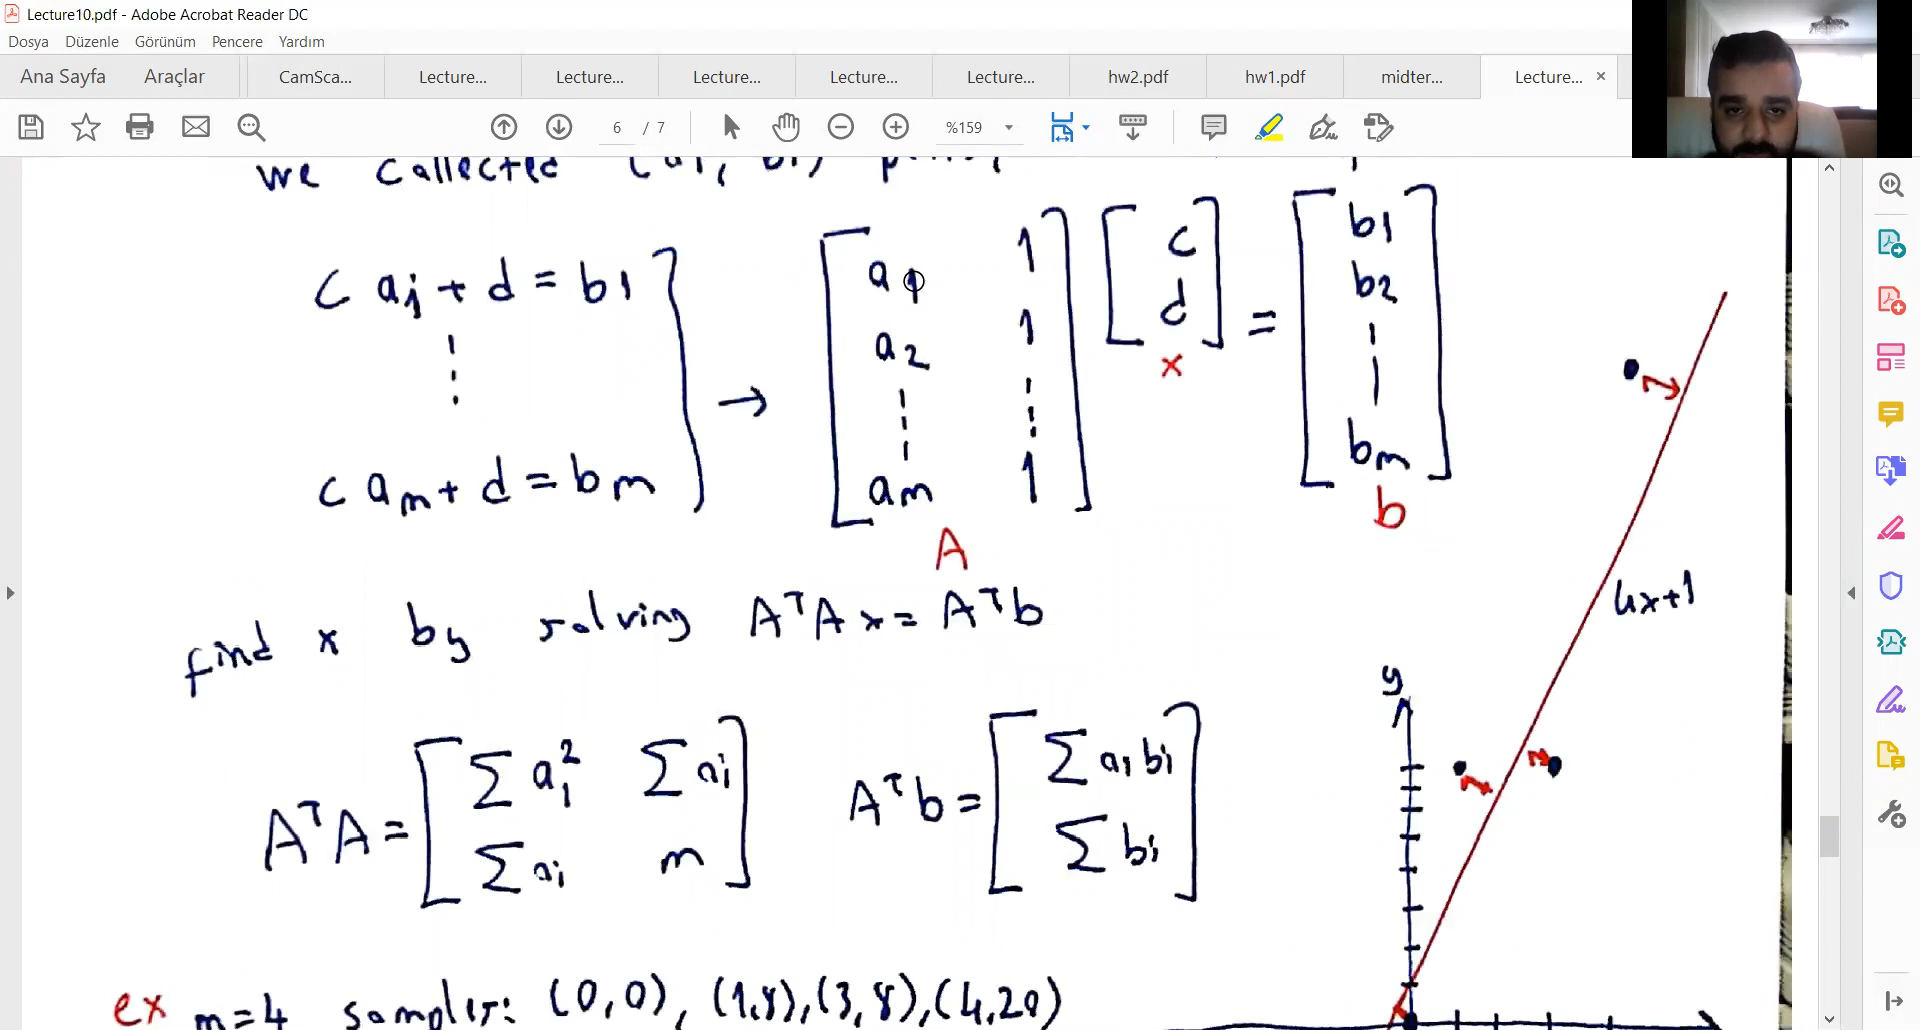 Lecture10.pdf - Adobe Acrobat Reader DC
Dosya Düzenle Görünüm Pencere Yardım
Ana Sayfa Araçlar CamSca... Lecture... Lecture... Lecture... Lecture... Lecture... hw2.pdf hw1.pdf midter... Lecture... ×
6 / 7 %159
we collected
c a1 + d = b1
c am + d = bm
→
a1 1
a2 1
am 1
A
c
d
x
=
b1
b2
bm
b
find x by solving AᵀA x = Aᵀb
4x+1
y
AᵀA = [ ∑ai² ∑ai
∑ai m ]
Aᵀb = [ ∑ai bi
∑bi ]
ex m=4 samples: (0,0), (1,8), (3,8), (4,20)